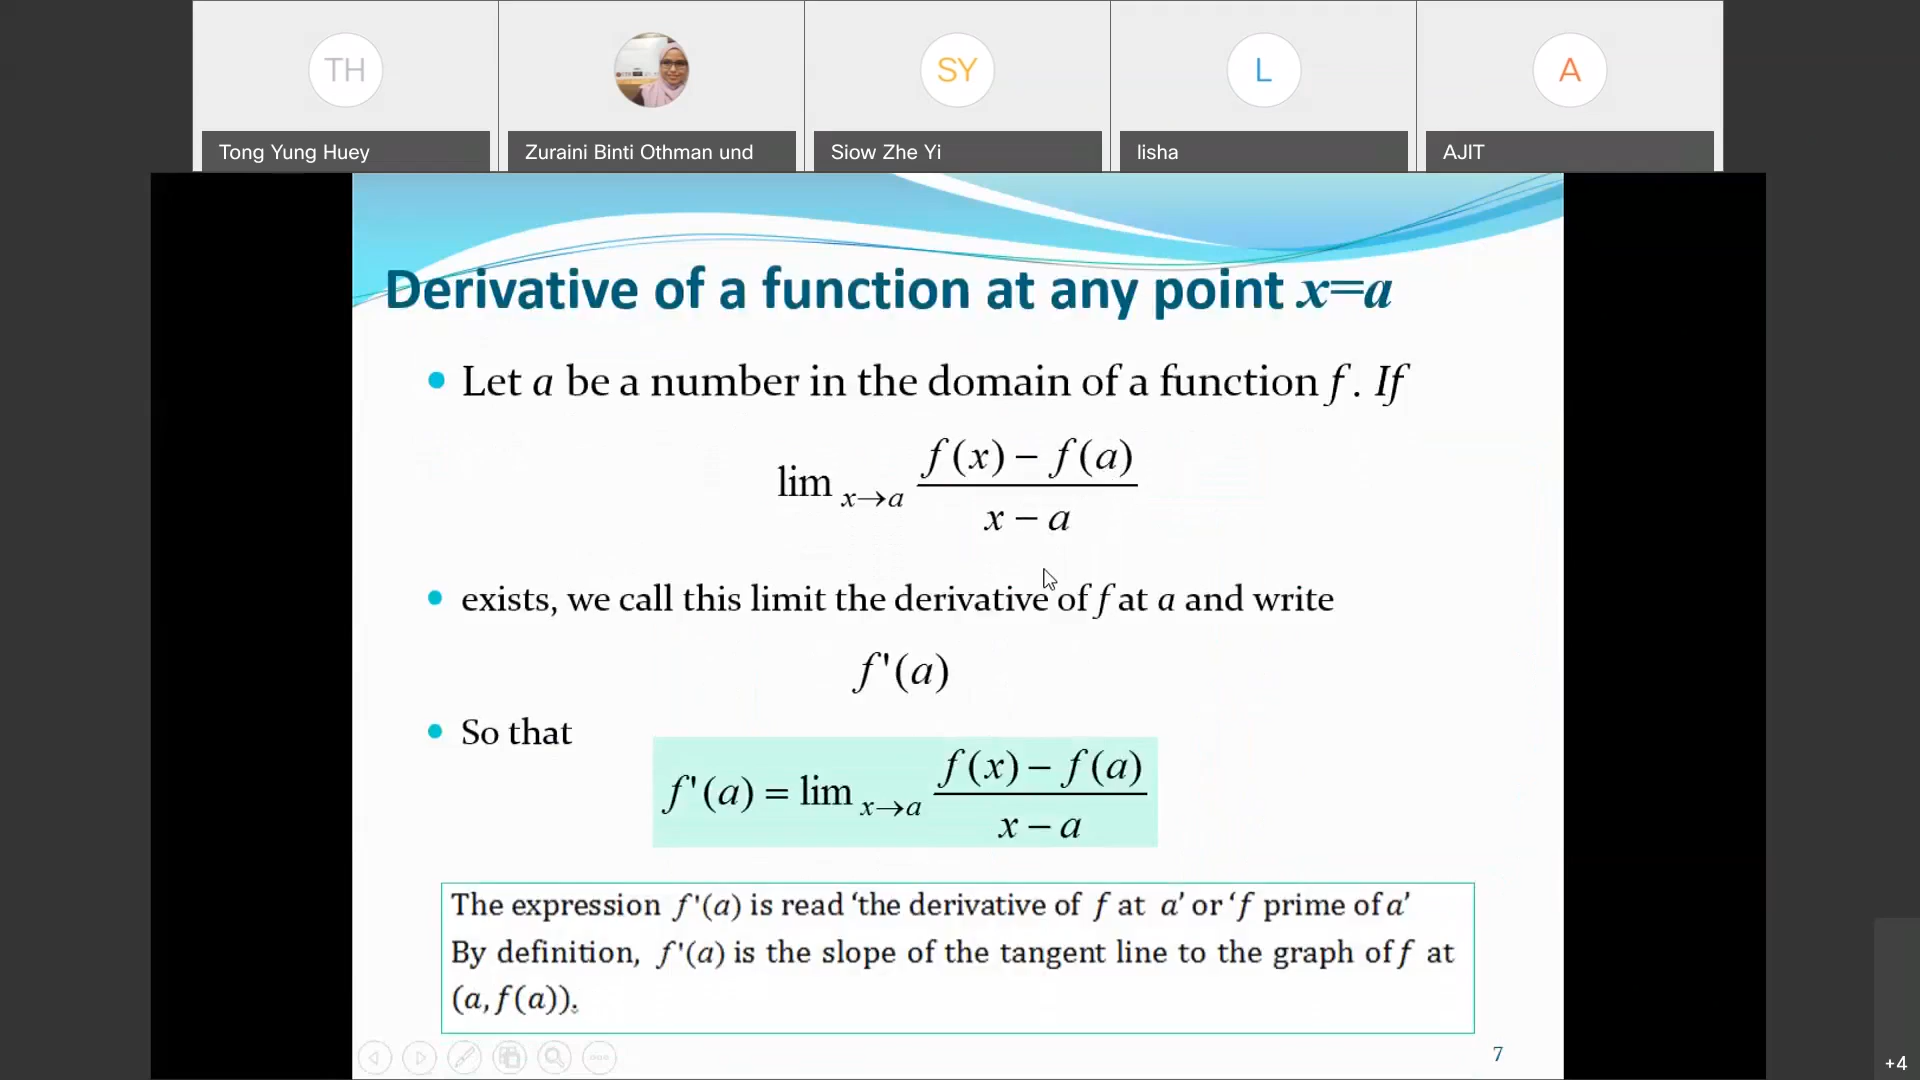 TH
SY
L
A
Tong Yung Huey
Zuraini Binti Othman und
Siow Zhe Yi
lisha
AJIT
Derivative of a function at any point x=a
Let a be a number in the domain of a function f. If
lim x→a (f(x) − f(a)) / (x − a)
exists, we call this limit the derivative of f at a and write
f'(a)
So that
f'(a) = lim x→a (f(x) − f(a)) / (x − a)
The expression f'(a) is read ‘the derivative of f at a’ or ‘f prime of a’
By definition, f'(a) is the slope of the tangent line to the graph of f at
(a, f(a)).
7
+4